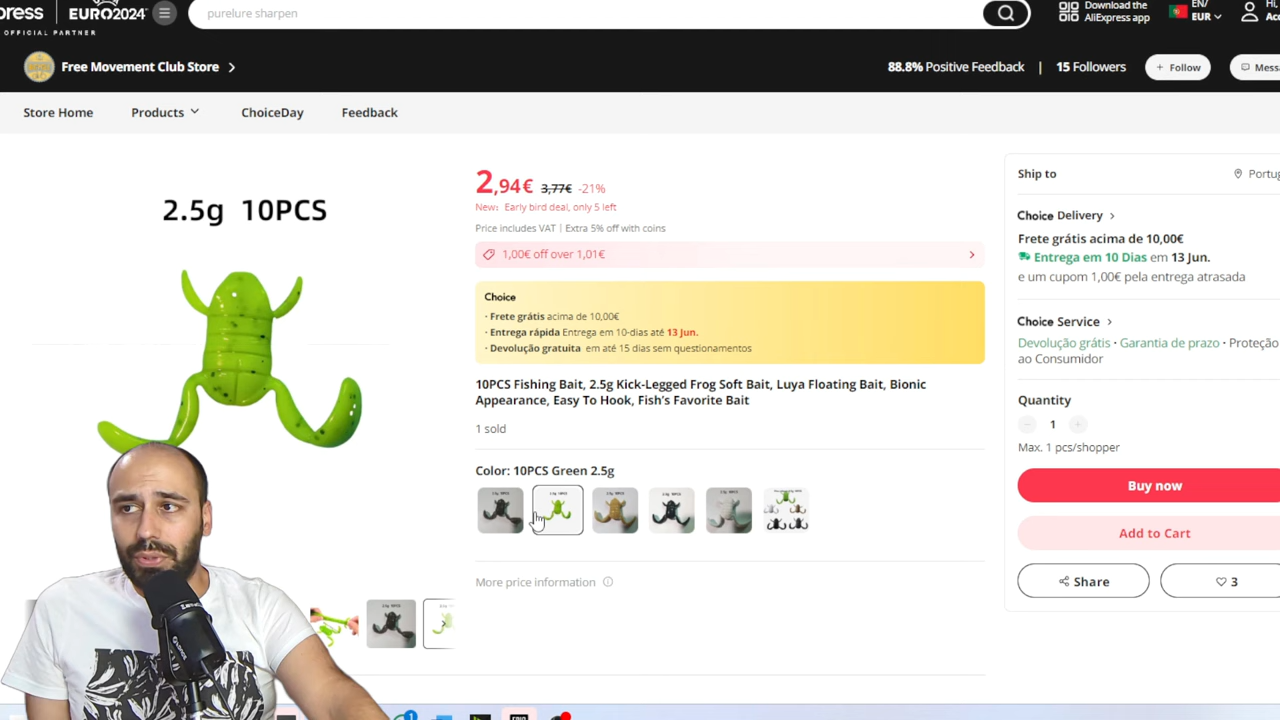 press EURO2024
OFFICIAL PARTNER
purelure sharpen
Download the
AliExpress app
EN/
EUR
Hi,
Free Movement Club Store
88.8% Positive Feedback | 15 Followers
+ Follow
Store Home
Products
ChoiceDay
Feedback
2.5g 10PCS
2,94€ 3,77€ -21%
New: Early bird deal, only 5 left
Price includes VAT | Extra 5% off with coins
1,00€ off over 1,01€
Choice
· Frete grátis acima de 10,00€
· Entrega rápida Entrega em 10-dias até 13 Jun.
· Devolução gratuita em até 15 dias sem questionamentos
10PCS Fishing Bait, 2.5g Kick-Legged Frog Soft Bait, Luya Floating Bait, Bionic
Appearance, Easy To Hook, Fish's Favorite Bait
1 sold
Color: 10PCS Green 2.5g
More price information
Ship to
Choice Delivery
Frete grátis acima de 10,00€
Entrega em 10 Dias em 13 Jun.
e um cupom 1,00€ pela entrega atrasada
Choice Service
Devolução grátis · Garantia de prazo · Proteção
ao Consumidor
Quantity
- 1 +
Max. 1 pcs/shopper
Buy now
Add to Cart
Share
3